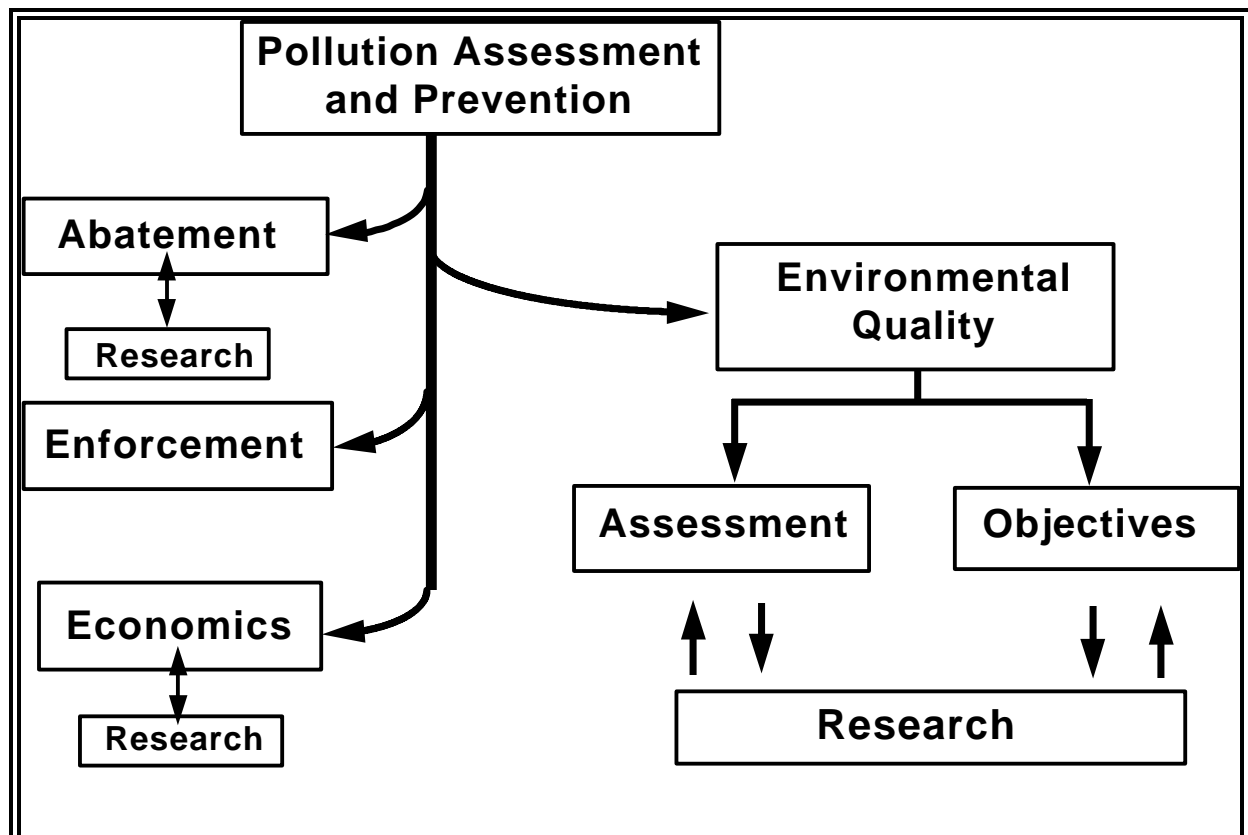 Pollution Assessment
and Prevention
Abatement
Research
Enforcement
Economics
Research
Environmental
Quality
Assessment
Objectives
Research